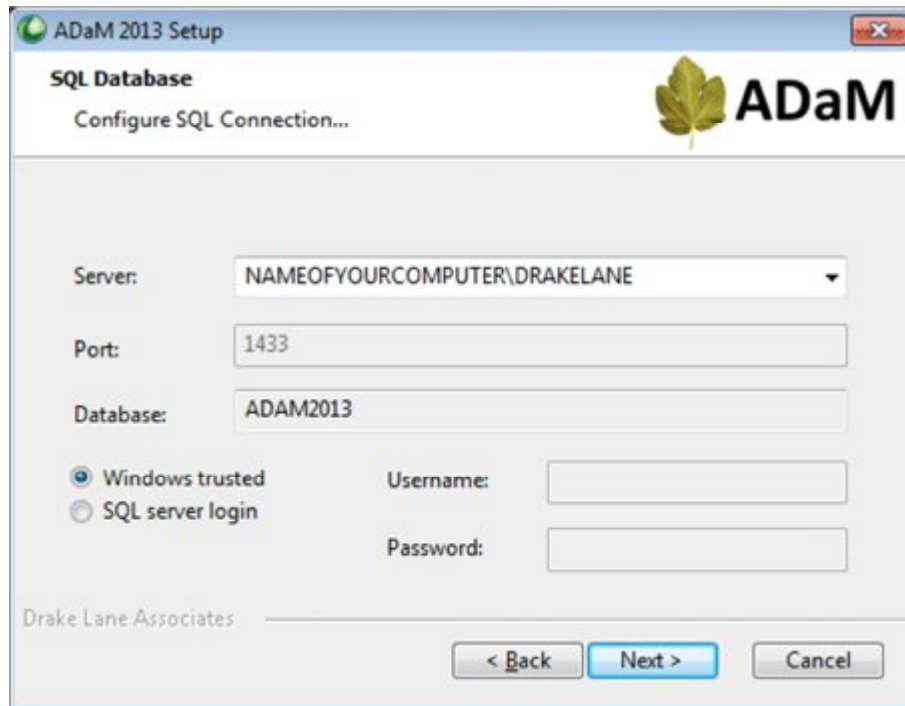 ADaM 2013 Setup
SQL Database
Configure SQL Connection...
ADaM
Server: NAMEOFYOURCOMPUTER\DRAKELANE
Port: 1433
Database: ADAM2013
Windows trusted
SQL server login
Username:
Password:
Drake Lane Associates
< Back Next > Cancel